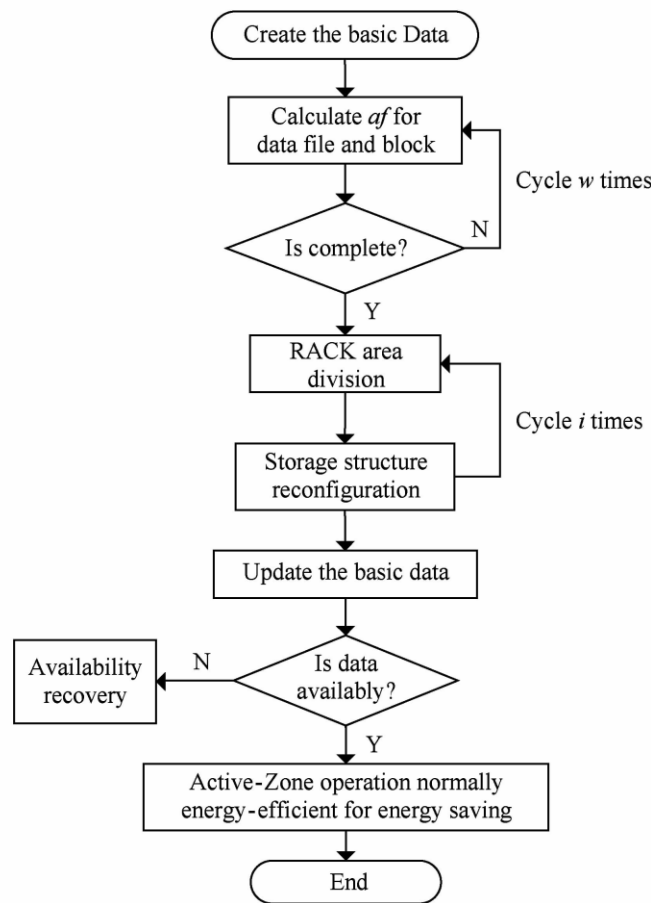 Create the basic Data
Calculate af for
data file and block
Cycle w times
Is complete?
N
Y
RACK area
division
Cycle i times
Storage structure
reconfiguration
Update the basic data
Availability
recovery
N
Is data
availably?
Y
Active-Zone operation normally
energy-efficient for energy saving
End